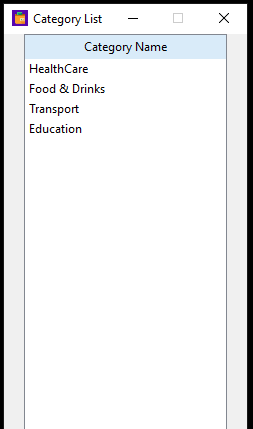 Category List
Category Name
HealthCare
Food & Drinks
Transport
Education